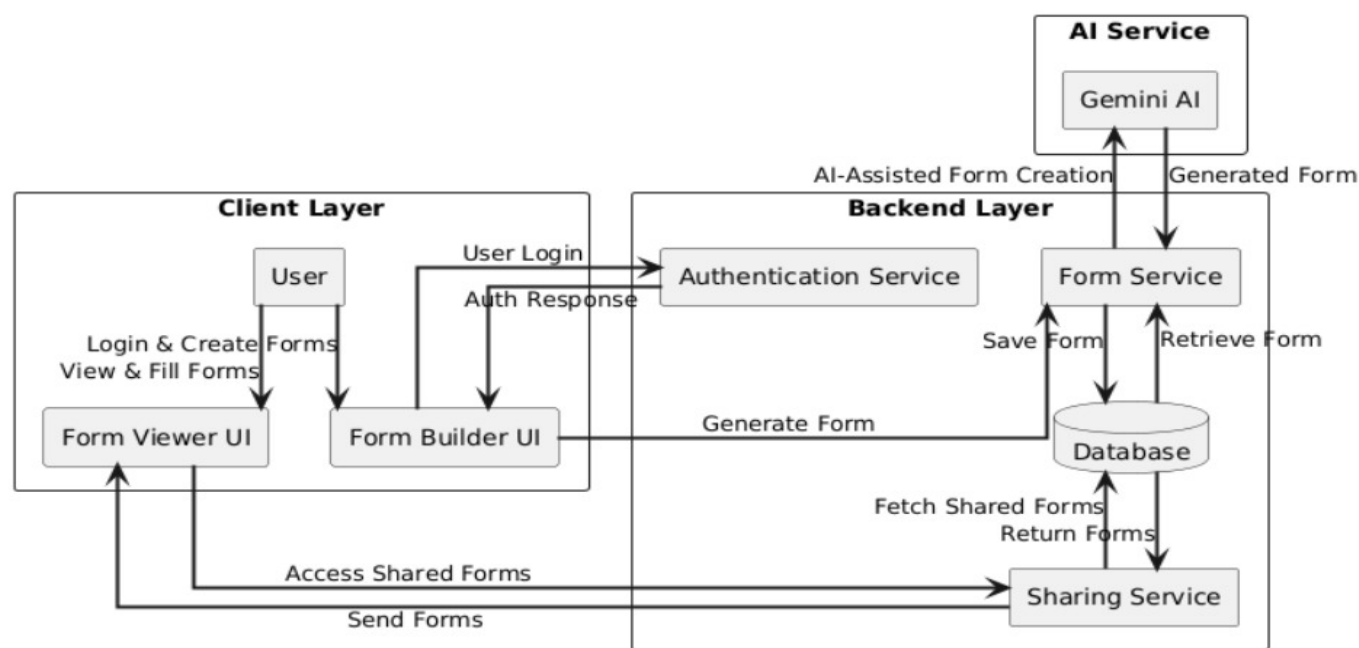 AI Service
Gemini AI
AI-Assisted Form Creation
Generated Form
Client Layer
Backend Layer
User
User Login
Auth Response
Authentication Service
Form Service
Login & Create Forms
View & Fill Forms
Save Form
Retrieve Form
Form Viewer UI
Form Builder UI
Generate Form
Database
Fetch Shared Forms
Return Forms
Access Shared Forms
Send Forms
Sharing Service